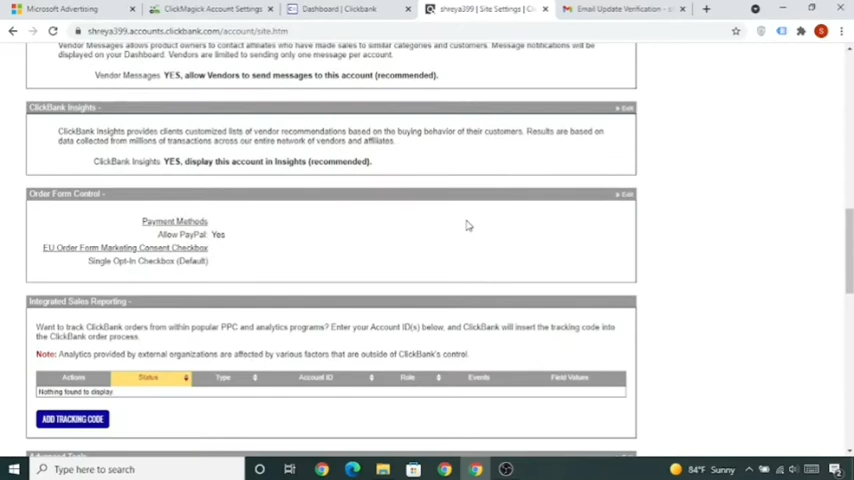 Microsoft Advertising
ClickMagick Account Settings
Dashboard | Clickbank
shreya399 | Site Settings | Cl
Email Update Verification - sh
shreya399.accounts.clickbank.com/account/site.htm
Vendor Messages allows product owners to contact affiliates who have made sales to similar categories and customers. Message notifications will be
displayed on your Dashboard. Vendors are limited to sending only one message per account.
Vendor Messages YES, allow Vendors to send messages to this account (recommended).
ClickBank Insights -
» Edit
ClickBank Insights provides clients customized lists of vendor recommendations based on the buying behavior of their customers. Results are based on
data collected from millions of transactions across our entire network of vendors and affiliates.
ClickBank Insights YES, display this account in Insights (recommended).
Order Form Control -
» Edit
Payment Methods
Allow PayPal: Yes
EU Order Form Marketing Consent Checkbox
Single Opt-In Checkbox (Default)
Integrated Sales Reporting -
Want to track ClickBank orders from within popular PPC and analytics programs? Enter your Account ID(s) below, and ClickBank will insert the tracking code into
the ClickBank order process.
Note: Analytics provided by external organizations are affected by various factors that are outside of ClickBank's control.
Actions Status Type Account ID Role Events Field Values
Nothing found to display
ADD TRACKING CODE
Advanced Tools
Type here to search
84°F Sunny